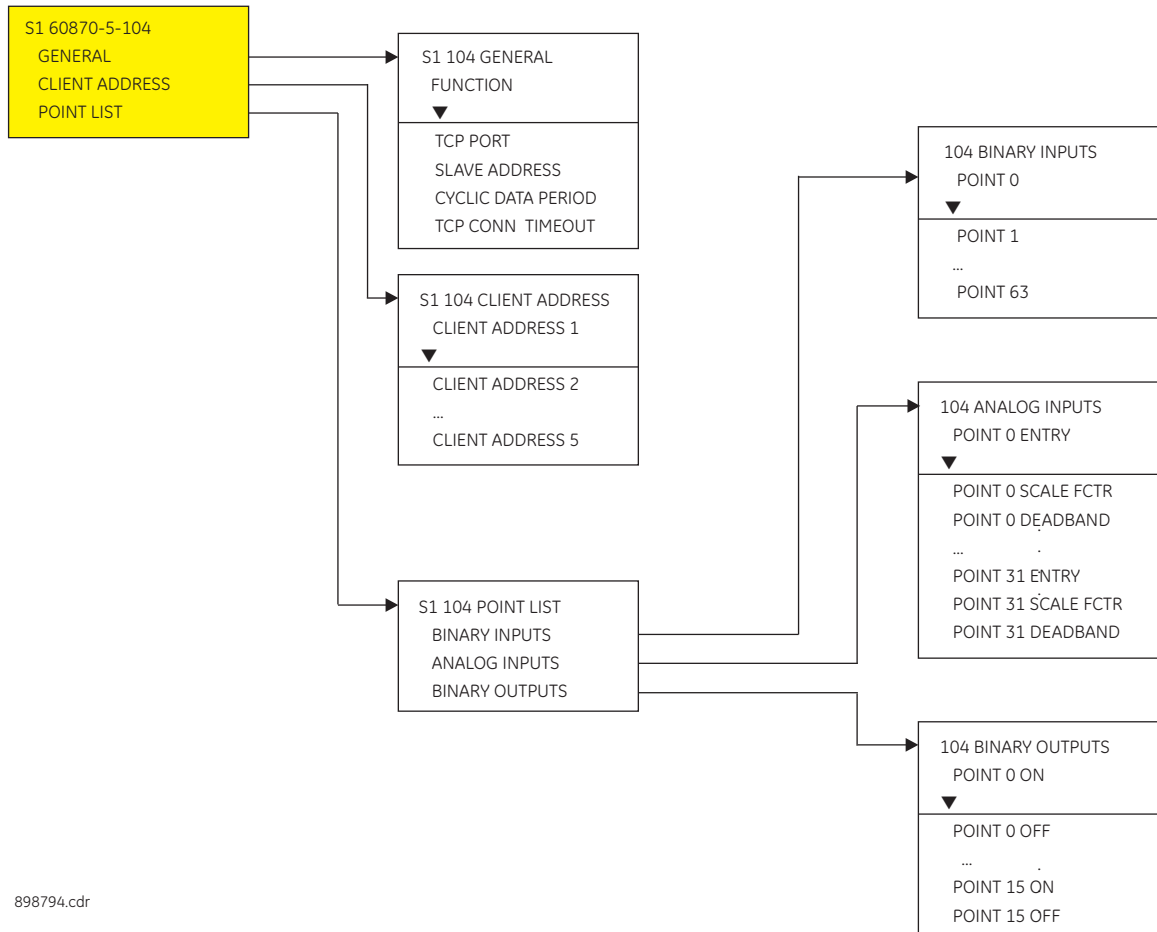 S1 60870-5-104
GENERAL
CLIENT ADDRESS
POINT LIST
S1 104 GENERAL
FUNCTION
TCP PORT
SLAVE ADDRESS
CYCLIC DATA PERIOD
TCP CONN TIMEOUT
S1 104 CLIENT ADDRESS
CLIENT ADDRESS 1
CLIENT ADDRESS 2
...
CLIENT ADDRESS 5
S1 104 POINT LIST
BINARY INPUTS
ANALOG INPUTS
BINARY OUTPUTS
104 BINARY INPUTS
POINT 0
POINT 1
...
POINT 63
104 ANALOG INPUTS
POINT 0 ENTRY
POINT 0 SCALE FCTR
POINT 0 DEADBAND
...
POINT 31 ENTRY
POINT 31 SCALE FCTR
POINT 31 DEADBAND
104 BINARY OUTPUTS
POINT 0 ON
POINT 0 OFF
...
POINT 15 ON
POINT 15 OFF
898794.cdr